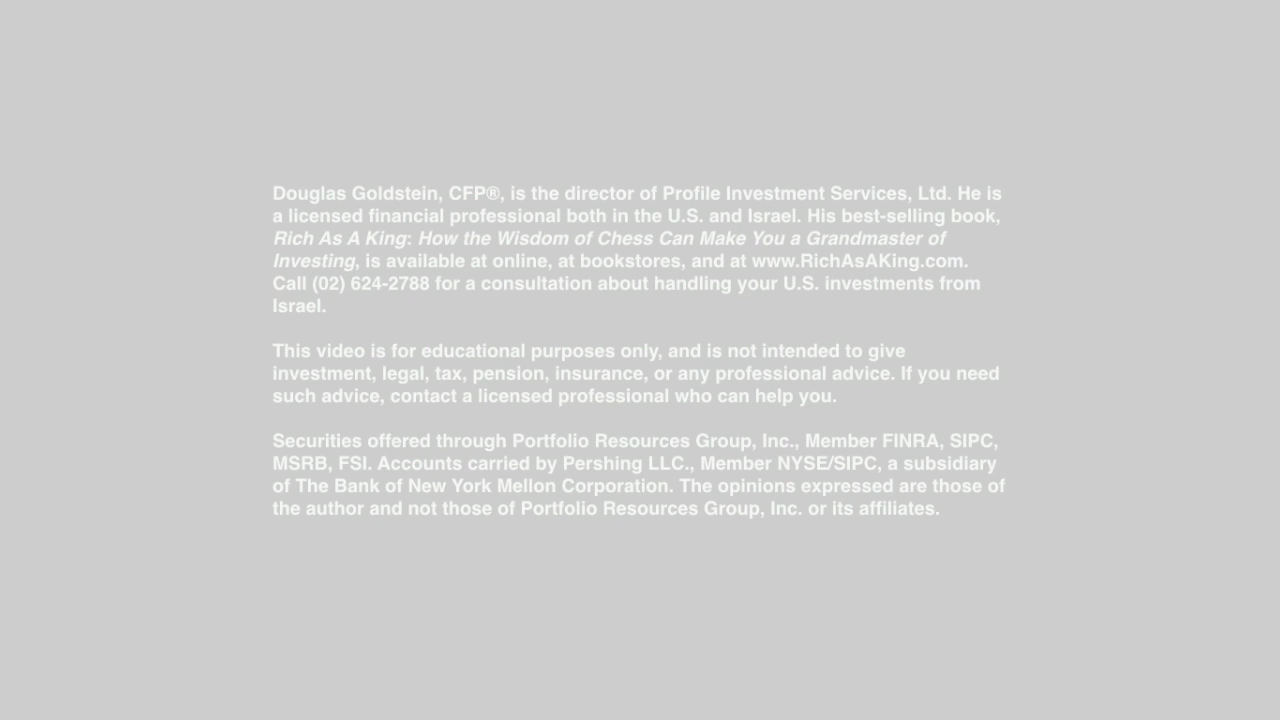 Douglas Goldstein, CFP®, is the director of Profile Investment Services, Ltd. He is
a licensed financial professional both in the U.S. and Israel. His best-selling book,
Rich As A King: How the Wisdom of Chess Can Make You a Grandmaster of
Investing, is available at online, at bookstores, and at www.RichAsAKing.com.
Call (02) 624-2788 for a consultation about handling your U.S. investments from
Israel.
This video is for educational purposes only, and is not intended to give
investment, legal, tax, pension, insurance, or any professional advice. If you need
such advice, contact a licensed professional who can help you.
Securities offered through Portfolio Resources Group, Inc., Member FINRA, SIPC,
MSRB, FSI. Accounts carried by Pershing LLC., Member NYSE/SIPC, a subsidiary
of The Bank of New York Mellon Corporation. The opinions expressed are those of
the author and not those of Portfolio Resources Group, Inc. or its affiliates.